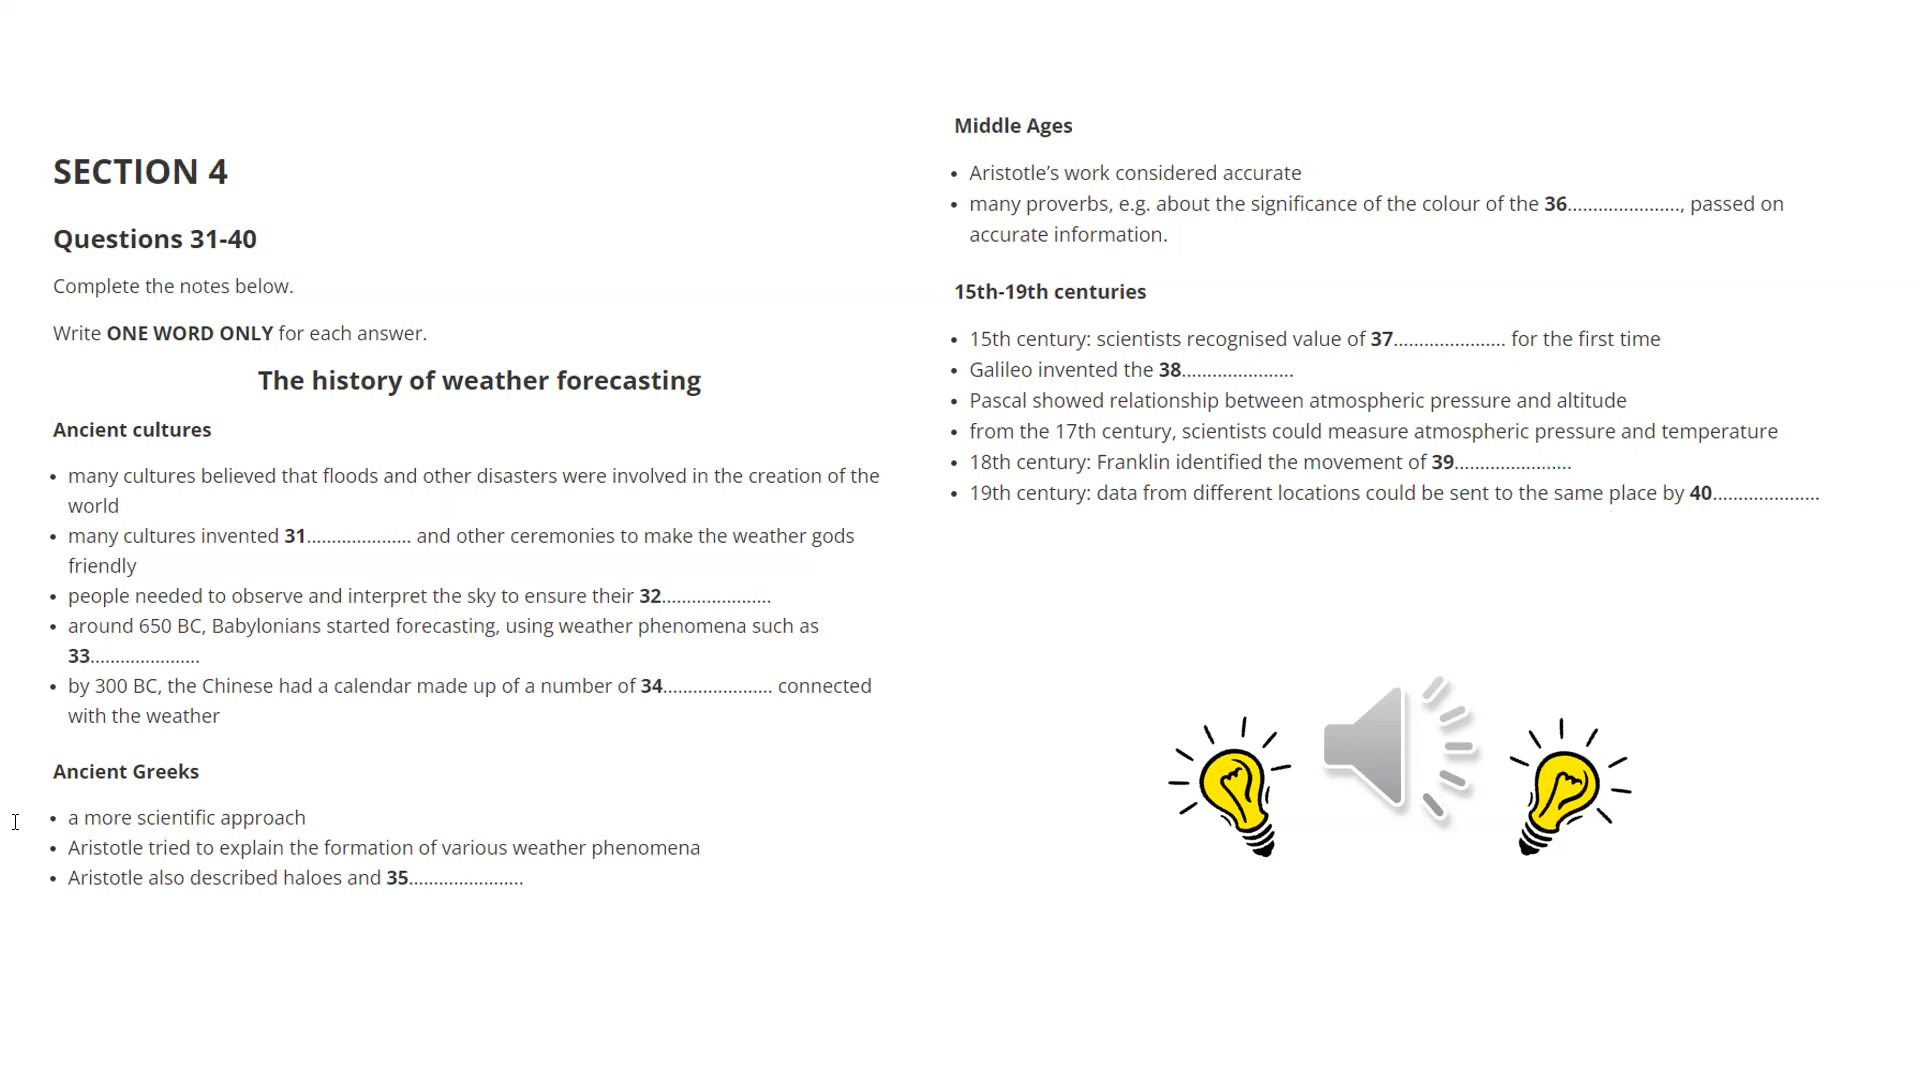 SECTION 4
Questions 31-40
Complete the notes below.
Write ONE WORD ONLY for each answer.
The history of weather forecasting
Ancient cultures
• many cultures believed that floods and other disasters were involved in the creation of the
world
• many cultures invented 31..................... and other ceremonies to make the weather gods
friendly
• people needed to observe and interpret the sky to ensure their 32......................
• around 650 BC, Babylonians started forecasting, using weather phenomena such as
33......................
• by 300 BC, the Chinese had a calendar made up of a number of 34...................... connected
with the weather
Ancient Greeks
• a more scientific approach
• Aristotle tried to explain the formation of various weather phenomena
• Aristotle also described haloes and 35.......................
Middle Ages
• Aristotle’s work considered accurate
• many proverbs, e.g. about the significance of the colour of the 36......................, passed on
accurate information.
15th-19th centuries
• 15th century: scientists recognised value of 37...................... for the first time
• Galileo invented the 38......................
• Pascal showed relationship between atmospheric pressure and altitude
• from the 17th century, scientists could measure atmospheric pressure and temperature
• 18th century: Franklin identified the movement of 39.......................
• 19th century: data from different locations could be sent to the same place by 40.....................